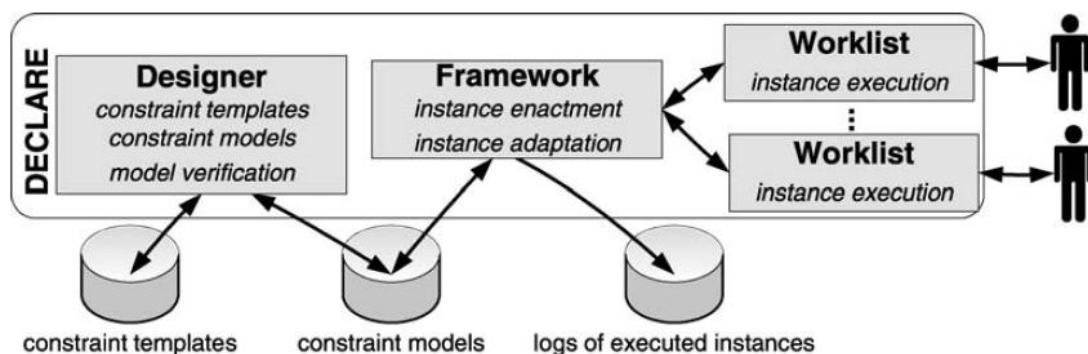 DECLARE
Designer
constraint templates
constraint models
model verification
Framework
instance enactment
instance adaptation
Worklist
instance execution
Worklist
instance execution
constraint templates
constraint models
logs of executed instances